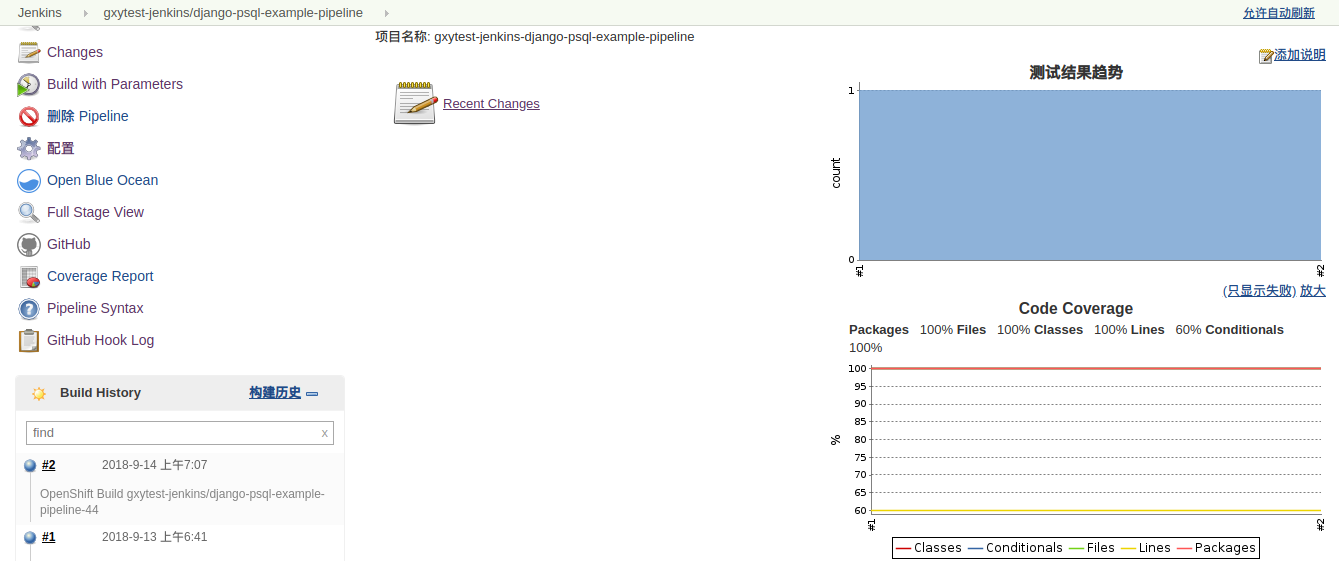 Jenkins gxytest-jenkins/django-psql-example-pipeline 允许自动刷新
Changes
Build with Parameters
删除 Pipeline
配置
Open Blue Ocean
Full Stage View
GitHub
Coverage Report
Pipeline Syntax
GitHub Hook Log
Build History 构建历史
find x
#2 2018-9-14 上午7:07
OpenShift Build gxytest-jenkins/django-psql-example-
pipeline-44
#1 2018-9-13 上午6:41
项目名称: gxytest-jenkins-django-psql-example-pipeline
Recent Changes
添加说明
测试结果趋势
1
count
0
#1 #2
(只显示失败) 放大
Code Coverage
Packages 100% Files 100% Classes 100% Lines 60% Conditionals
100%
100
95
90
85
%
80
75
70
65
60
#1 #2
Classes Conditionals Files Lines Packages